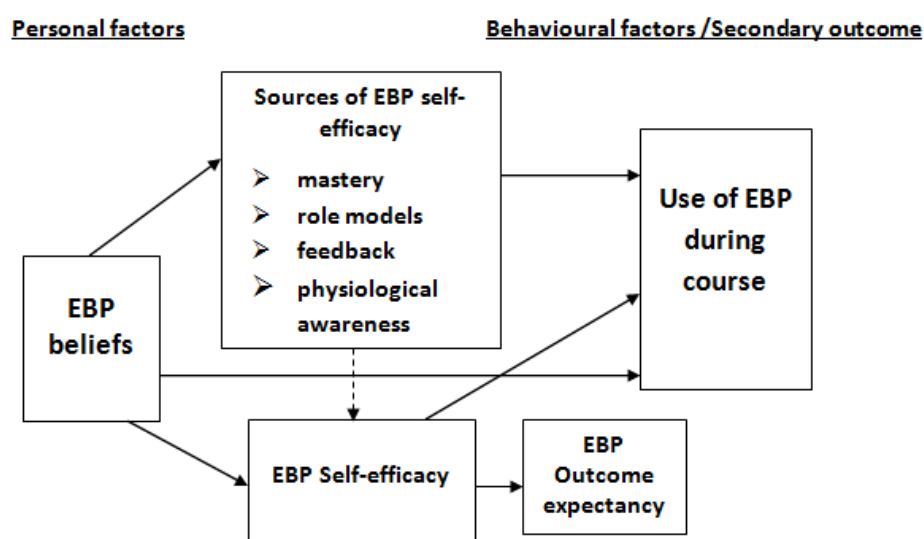 Personal factors
Behavioural factors /Secondary outcome
Sources of EBP self-
efficacy
➢ mastery
➢ role models
➢ feedback
➢ physiological
awareness
Use of EBP
during
course
EBP
beliefs
EBP Self-efficacy
EBP
Outcome
expectancy